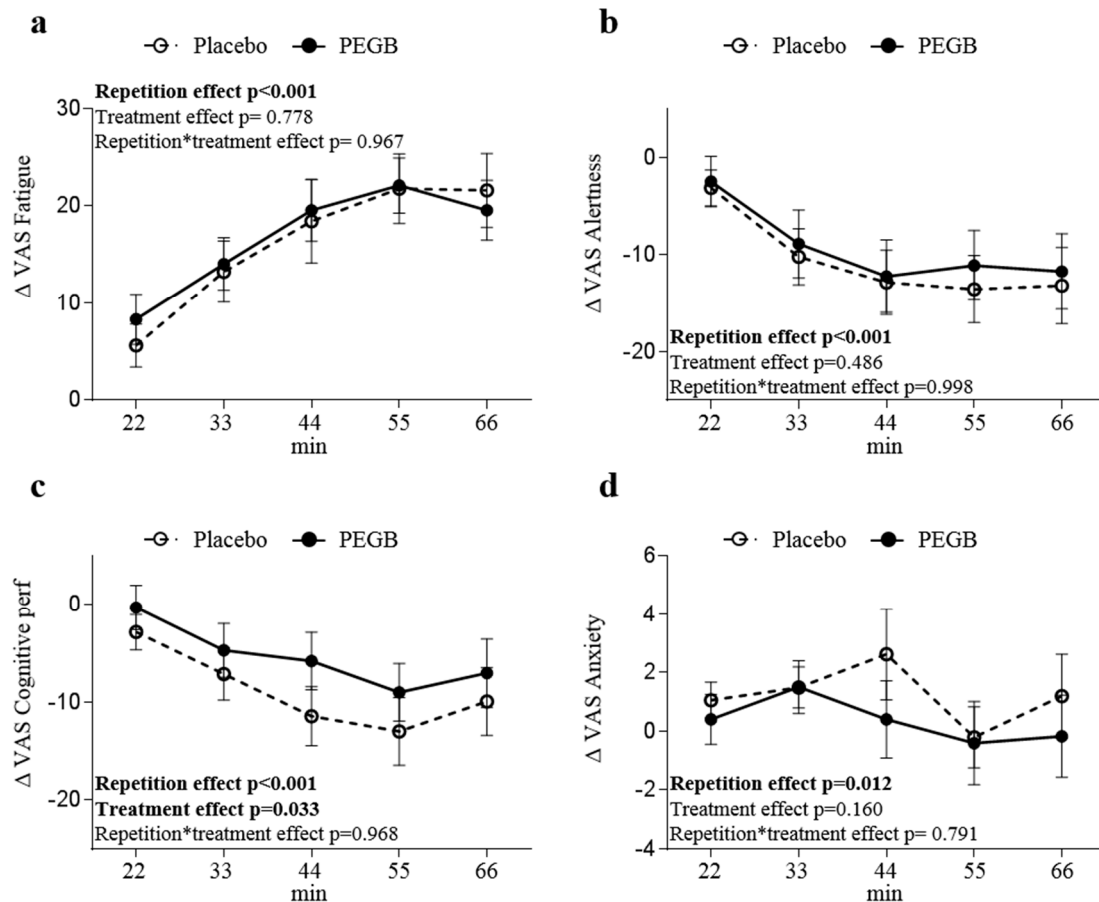 a
Placebo PEGB
Repetition effect p<0.001
Treatment effect p= 0.778
Repetition*treatment effect p= 0.967
Δ VAS Fatigue
30
20
10
0
22 33 44 55 66
min
b
Placebo PEGB
Δ VAS Alertness
0
-10
-20
Repetition effect p<0.001
Treatment effect p=0.486
Repetition*treatment effect p=0.998
22 33 44 55 66
min
c
Placebo PEGB
Δ VAS Cognitive perf
0
-10
-20
Repetition effect p<0.001
Treatment effect p=0.033
Repetition*treatment effect p=0.968
22 33 44 55 66
min
d
Placebo PEGB
Δ VAS Anxiety
6
4
2
0
-2
-4
Repetition effect p=0.012
Treatment effect p=0.160
Repetition*treatment effect p= 0.791
22 33 44 55 66
min